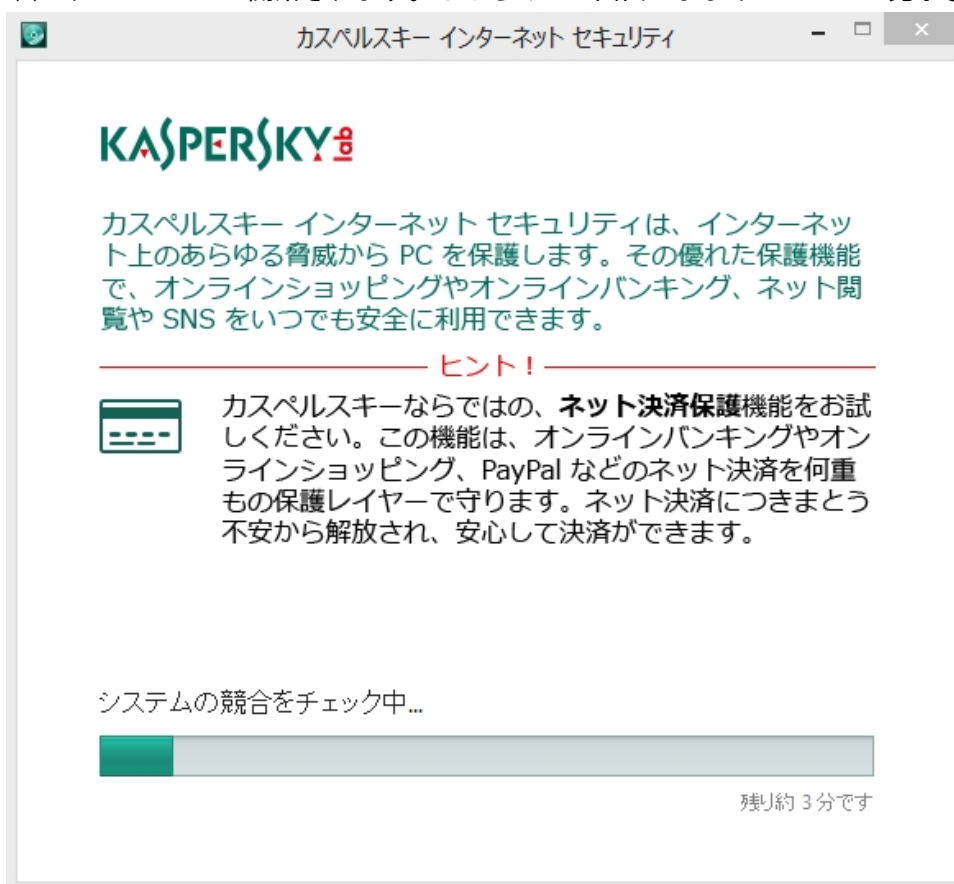 カスペルスキー インターネット セキュリティ
KASPERSKY lab
カスペルスキー インターネット セキュリティは、インターネッ
ト上のあらゆる脅威から PC を保護します。その優れた保護機能
で、オンラインショッピングやオンラインバンキング、ネット閲
覧や SNS をいつでも安全に利用できます。
ヒント!
カスペルスキーならではの、ネット決済保護機能をお試
しください。この機能は、オンラインバンキングやオン
ラインショッピング、PayPal などのネット決済を何重
もの保護レイヤーで守ります。ネット決済につきまとう
不安から解放され、安心して決済ができます。
システムの競合をチェック中...
残り約 3 分です